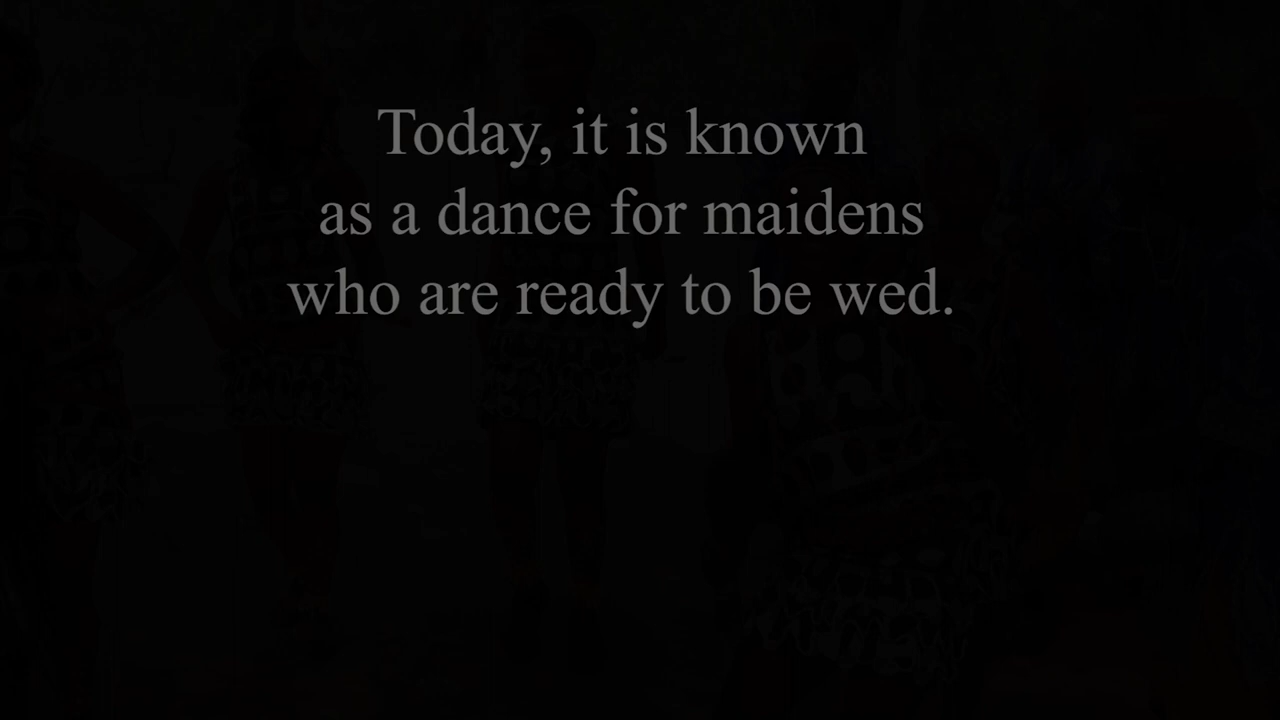 Today, it is known
as a dance for maidens
who are ready to be wed.